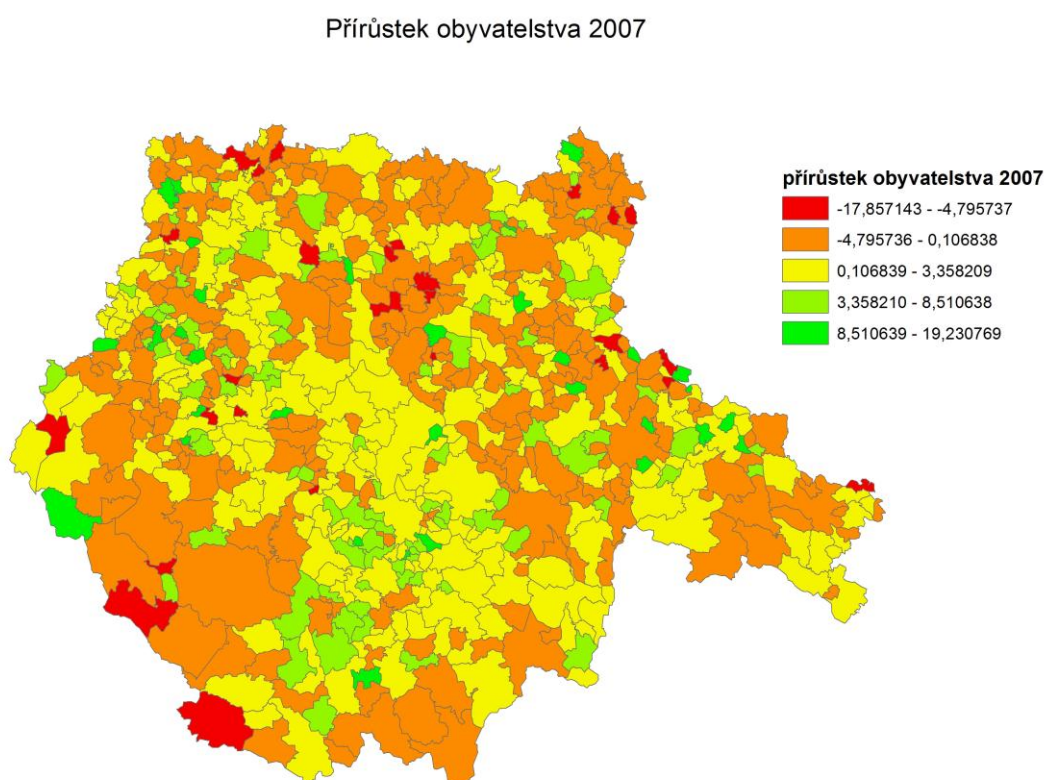 Přírůstek obyvatelstva 2007
přírůstek obyvatelstva 2007
-17,857143 - -4,795737
-4,795736 - 0,106838
0,106839 - 3,358209
3,358210 - 8,510638
8,510639 - 19,230769